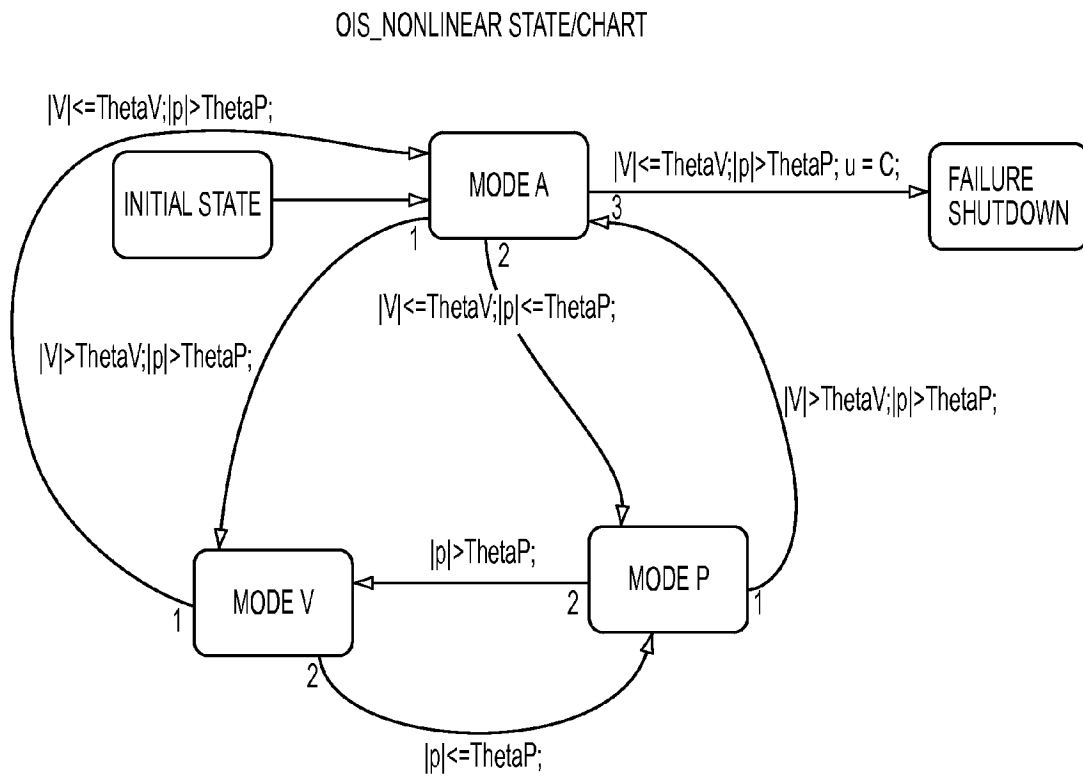 OIS_NONLINEAR STATE/CHART
|V|<=ThetaV;|p|>ThetaP;
INITIAL STATE
MODE A
|V|<=ThetaV;|p|>ThetaP; u = C;
FAILURE
SHUTDOWN
3
1
2
|V|<=ThetaV;|p|<=ThetaP;
|V|>ThetaV;|p|>ThetaP;
|V|>ThetaV;|p|>ThetaP;
|p|>ThetaP;
MODE V
MODE P
1
2
1
2
|p|<=ThetaP;